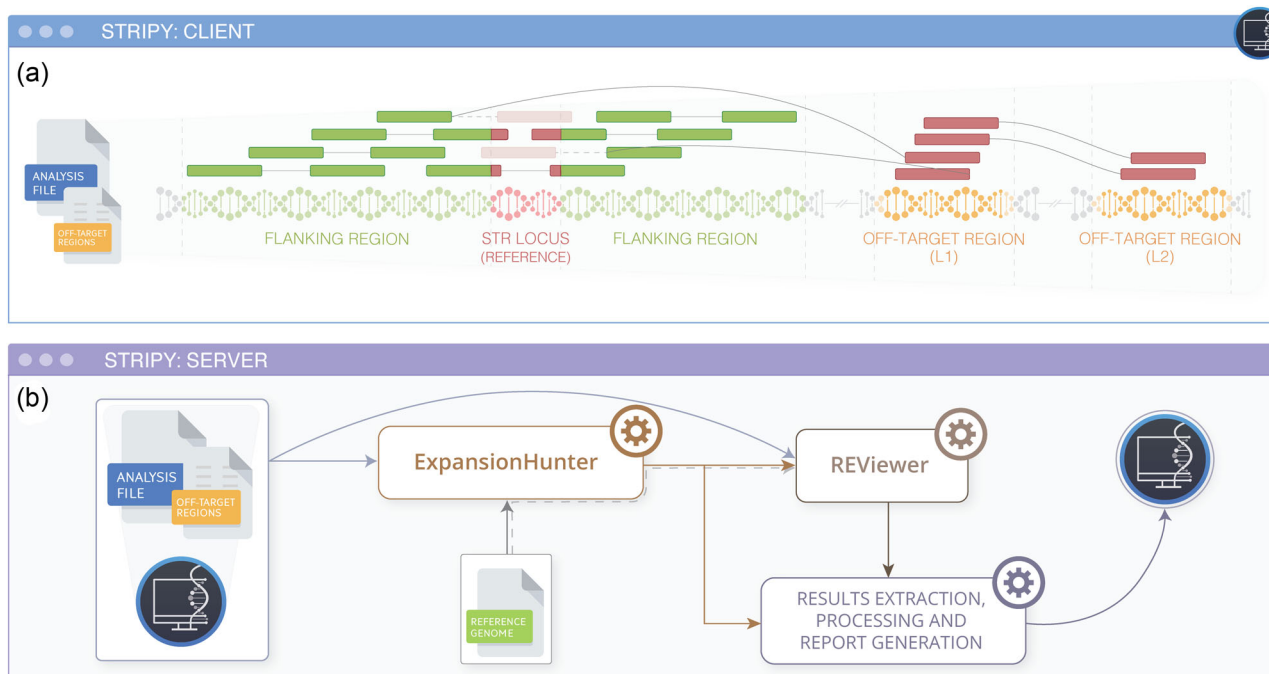 STRIPY: CLIENT
(a)
ANALYSIS
FILE
OFF-TARGET
REGIONS
FLANKING REGION
STR LOCUS
(REFERENCE)
FLANKING REGION
OFF-TARGET REGION
(L1)
OFF-TARGET REGION
(L2)
STRIPY: SERVER
(b)
ANALYSIS
FILE
OFF-TARGET
REGIONS
ExpansionHunter
REViewer
REFERENCE
GENOME
RESULTS EXTRACTION,
PROCESSING AND
REPORT GENERATION